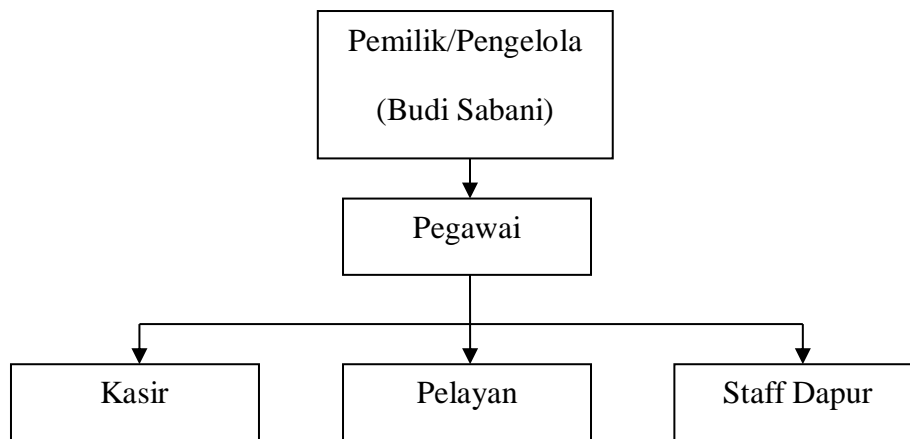 Pemilik/Pengelola
(Budi Sabani)
Pegawai
Kasir
Pelayan
Staff Dapur